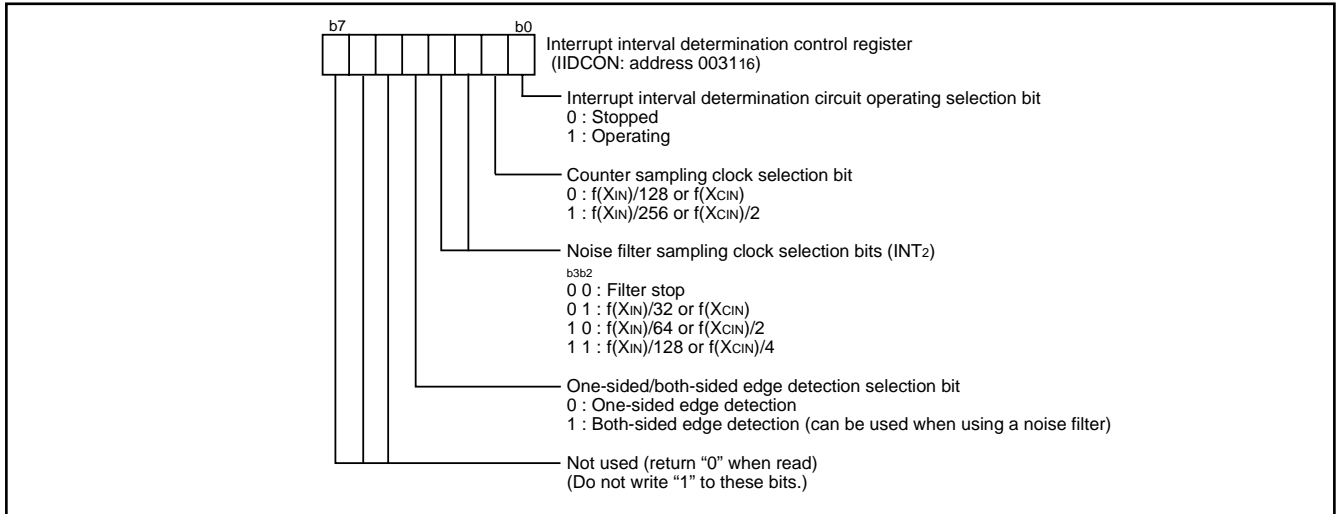 b7 b0
Interrupt interval determination control register
(IIDCON: address 003116)
Interrupt interval determination circuit operating selection bit
0 : Stopped
1 : Operating
Counter sampling clock selection bit
0 : f(XIN)/128 or f(XCIN)
1 : f(XIN)/256 or f(XCIN)/2
Noise filter sampling clock selection bits (INT2)
b3b2
0 0 : Filter stop
0 1 : f(XIN)/32 or f(XCIN)
1 0 : f(XIN)/64 or f(XCIN)/2
1 1 : f(XIN)/128 or f(XCIN)/4
One-sided/both-sided edge detection selection bit
0 : One-sided edge detection
1 : Both-sided edge detection (can be used when using a noise filter)
Not used (return “0” when read)
(Do not write “1” to these bits.)